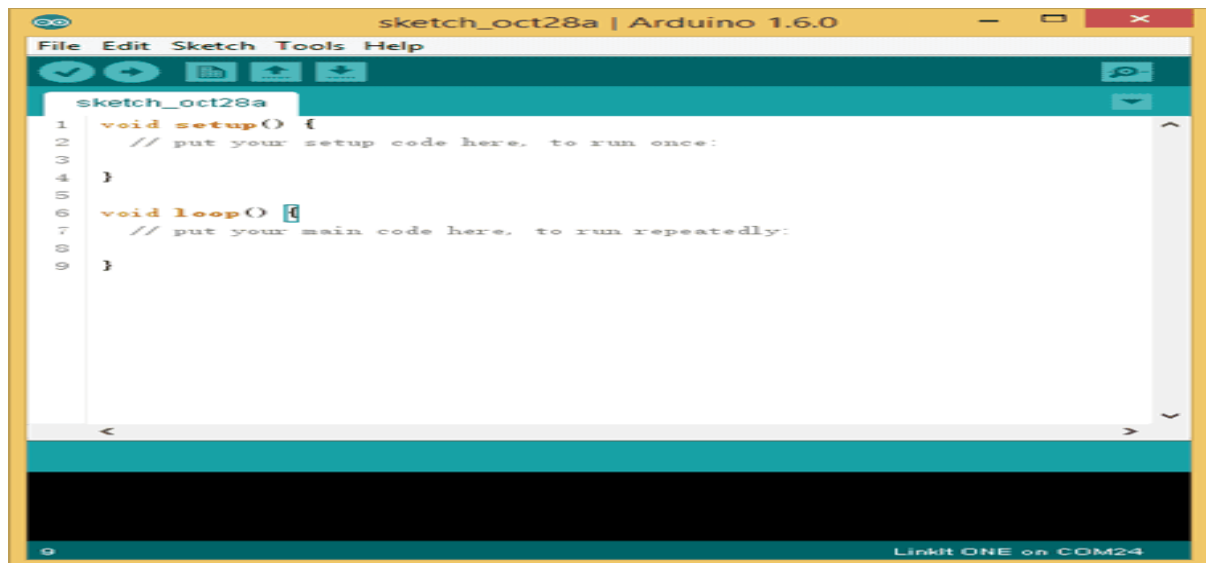 sketch_oct28a | Arduino 1.6.0
File Edit Sketch Tools Help
sketch_oct28a
1 void setup() {
2 // put your setup code here, to run once:
3
4 }
5
6 void loop() {
7 // put your main code here, to run repeatedly:
8
9 }
9 LinkIt ONE on COM24